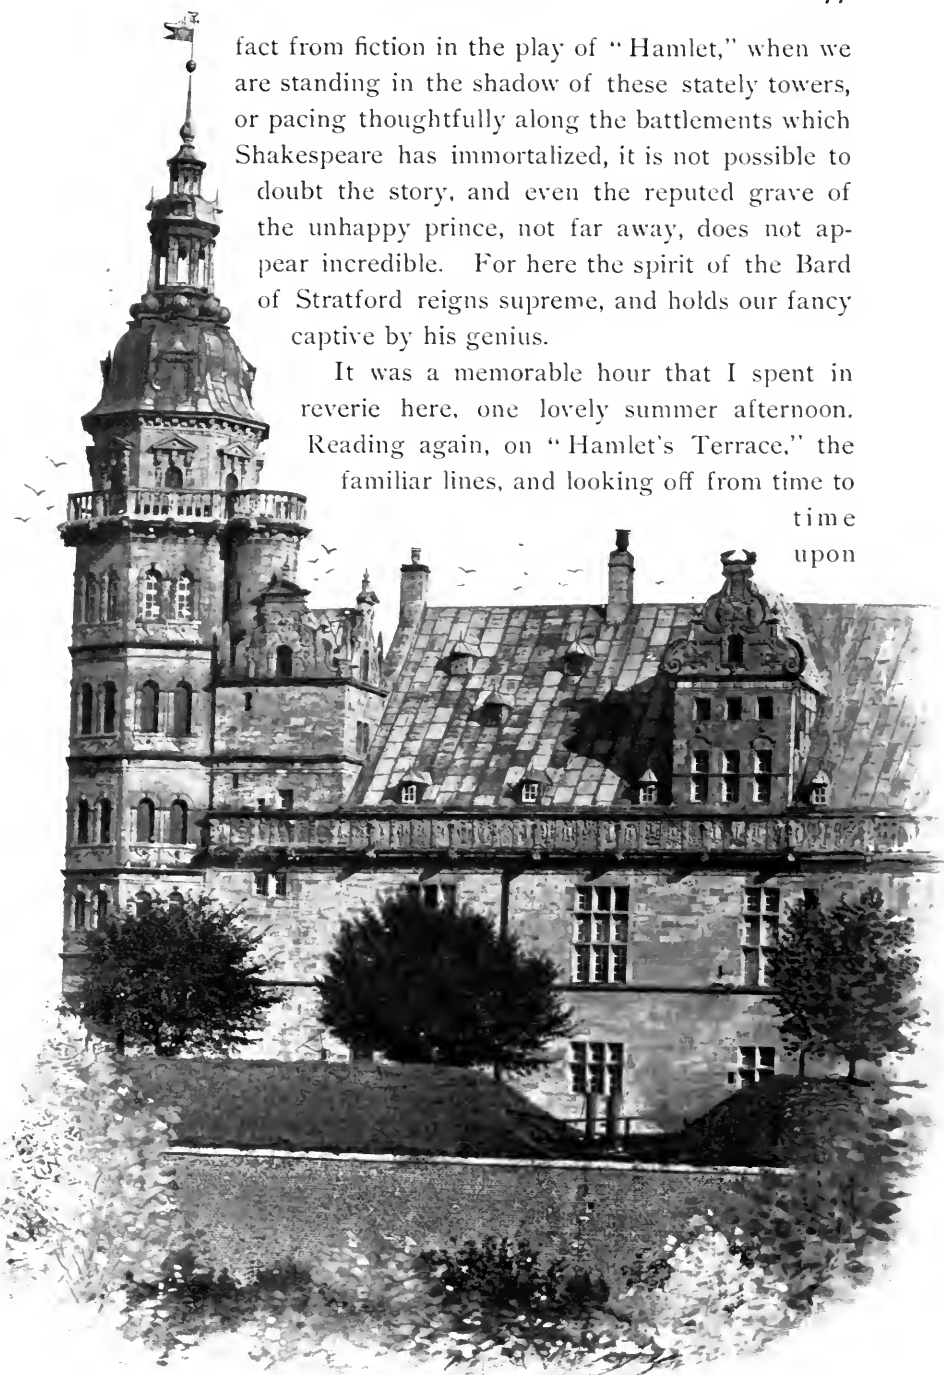 fact from fiction in the play of “Hamlet,” when we
are standing in the shadow of these stately towers,
or pacing thoughtfully along the battlements which
Shakespeare has immortalized, it is not possible to
doubt the story, and even the reputed grave of
the unhappy prince, not far away, does not ap-
pear incredible. For here the spirit of the Bard
of Stratford reigns supreme, and holds our fancy
captive by his genius.
It was a memorable hour that I spent in
reverie here, one lovely summer afternoon.
Reading again, on “Hamlet's Terrace,” the
familiar lines, and looking off from time to
time
upon